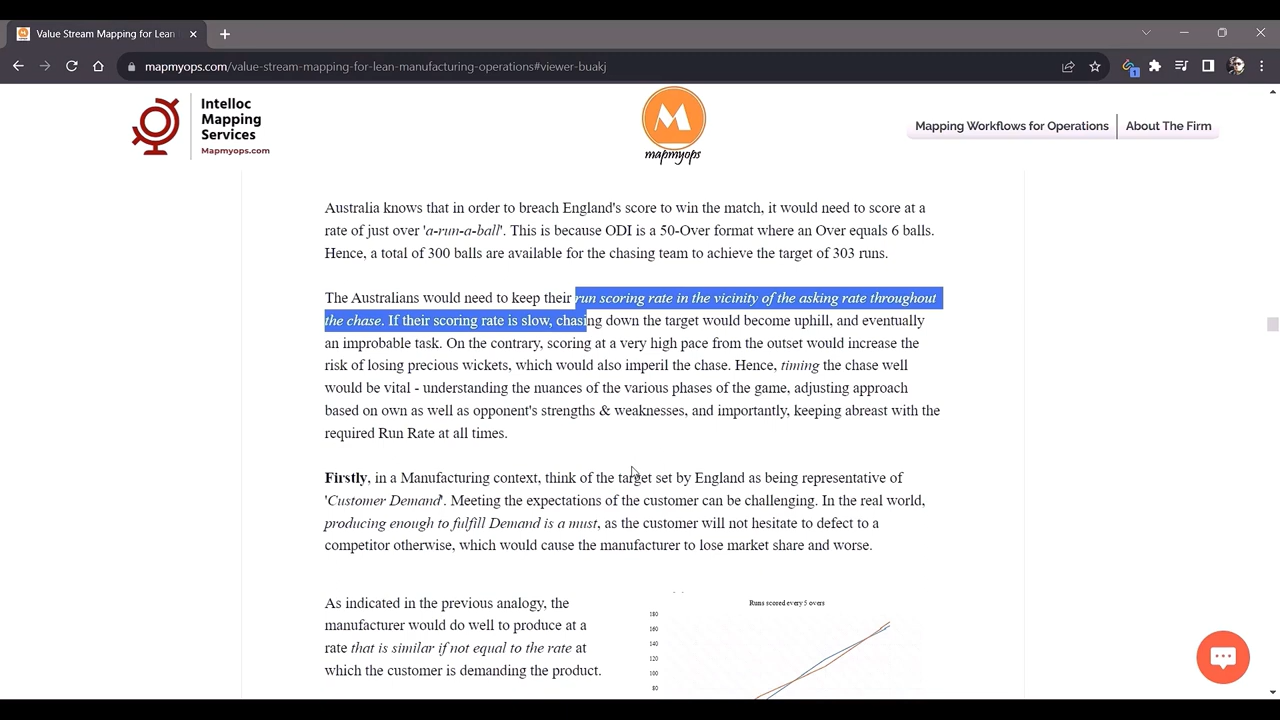 Value Stream Mapping for Lean
mapmyops.com/value-stream-mapping-for-lean-manufacturing-operations#viewer-buakj
1
Intelloc
Mapping
Services
Mapmyops.com
M
mapmyops
Mapping Workflows for Operations
About The Firm
Australia knows that in order to breach England's score to win the match, it would need to score at a
rate of just over 'a-run-a-ball'. This is because ODI is a 50-Over format where an Over equals 6 balls.
Hence, a total of 300 balls are available for the chasing team to achieve the target of 303 runs.
The Australians would need to keep their run scoring rate in the vicinity of the asking rate throughout
the chase. If their scoring rate is slow, chasing down the target would become uphill, and eventually
an improbable task. On the contrary, scoring at a very high pace from the outset would increase the
risk of losing precious wickets, which would also imperil the chase. Hence, timing the chase well
would be vital - understanding the nuances of the various phases of the game, adjusting approach
based on own as well as opponent's strengths & weaknesses, and importantly, keeping abreast with the
required Run Rate at all times.
Firstly, in a Manufacturing context, think of the target set by England as being representative of
'Customer Demand'. Meeting the expectations of the customer can be challenging. In the real world,
producing enough to fulfill Demand is a must, as the customer will not hesitate to defect to a
competitor otherwise, which would cause the manufacturer to lose market share and worse.
As indicated in the previous analogy, the
manufacturer would do well to produce at a
rate that is similar if not equal to the rate at
which the customer is demanding the product.
Runs scored every 5 overs
180
160
140
120
100
80